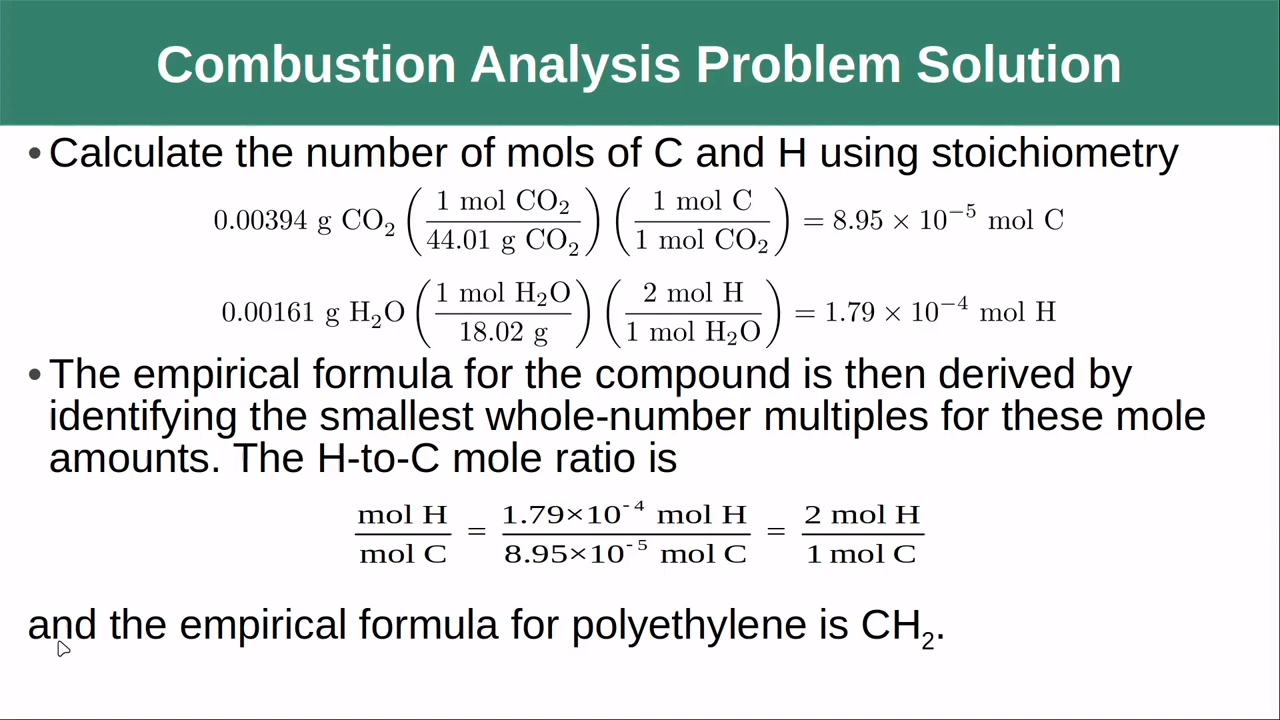 Combustion Analysis Problem Solution
• Calculate the number of mols of C and H using stoichiometry
0.00394 g CO₂ (1 mol CO₂ / 44.01 g CO₂) (1 mol C / 1 mol CO₂) = 8.95 × 10⁻⁵ mol C
0.00161 g H₂O (1 mol H₂O / 18.02 g) (2 mol H / 1 mol H₂O) = 1.79 × 10⁻⁴ mol H
• The empirical formula for the compound is then derived by
identifying the smallest whole-number multiples for these mole
amounts. The H-to-C mole ratio is
mol H / mol C = 1.79×10⁻⁴ mol H / 8.95×10⁻⁵ mol C = 2 mol H / 1 mol C
and the empirical formula for polyethylene is CH₂.